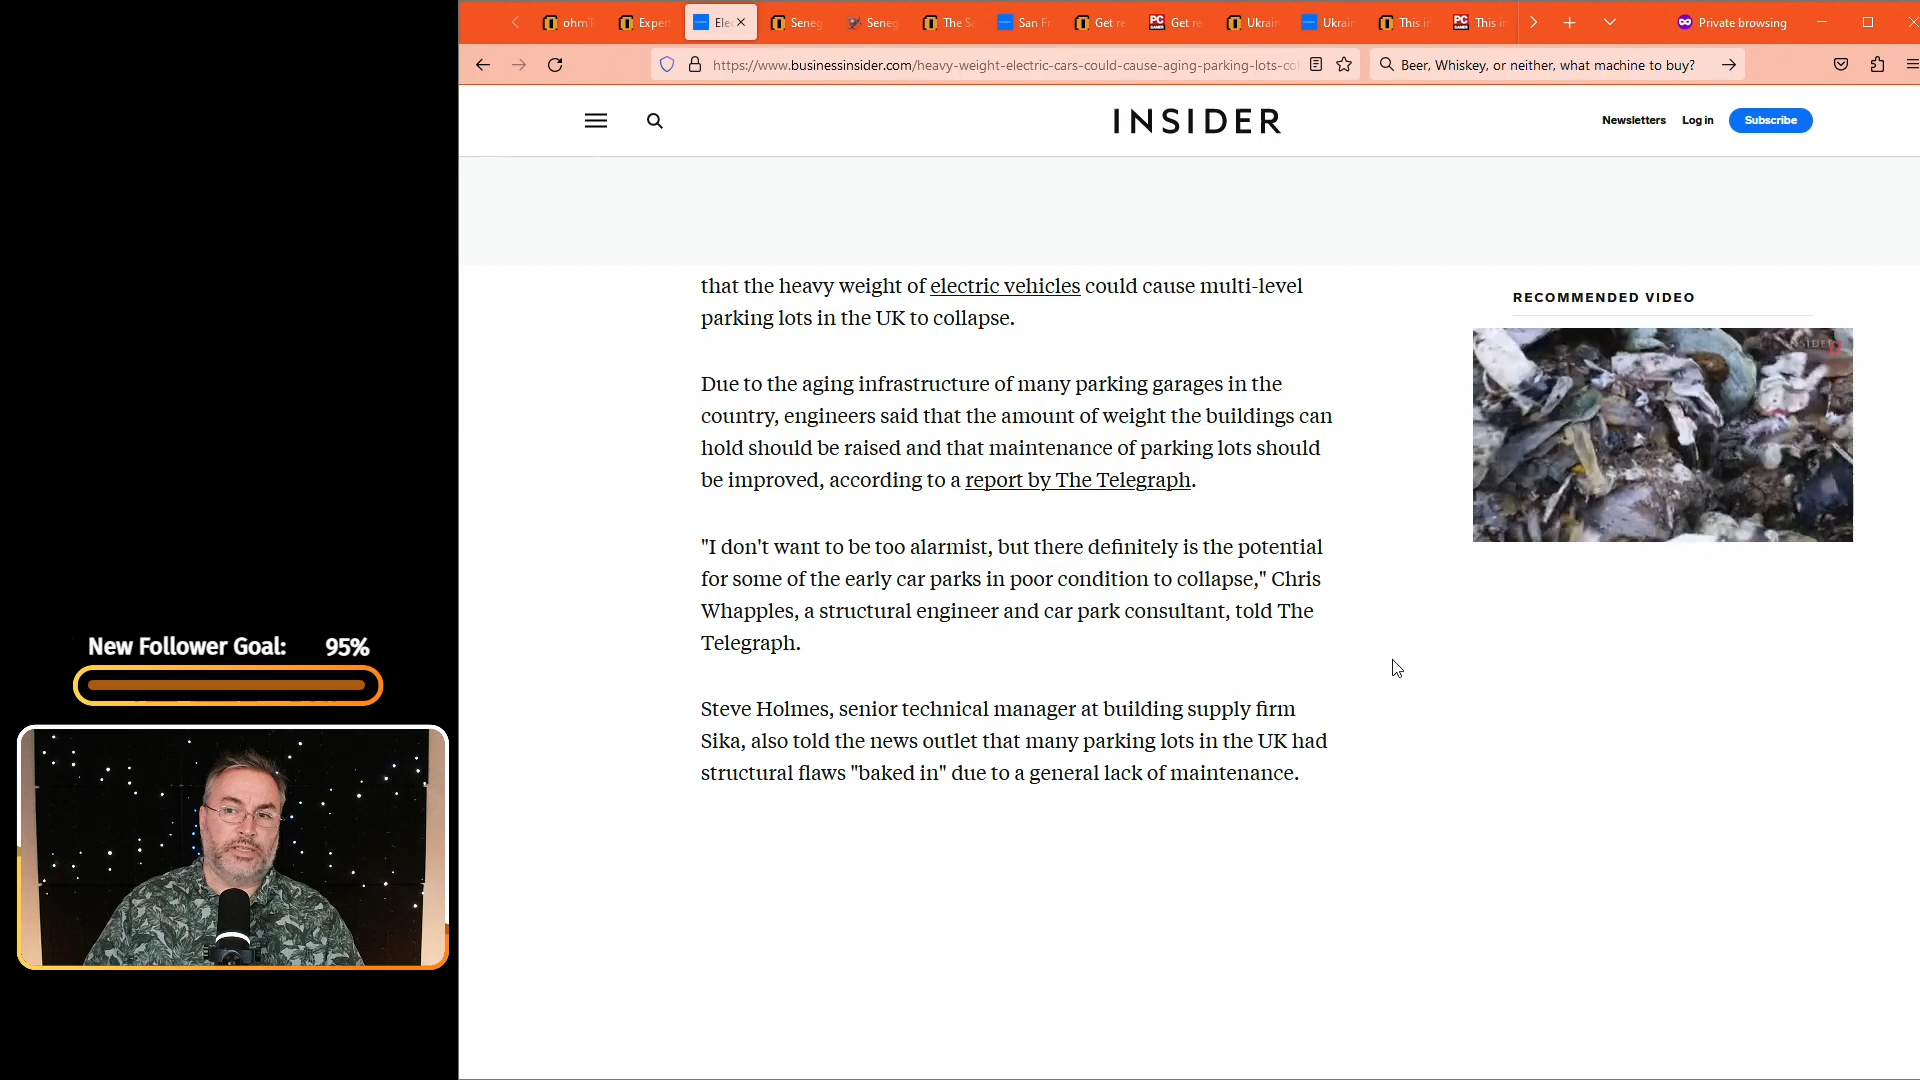 ohm
Exper
Ele
Seneg
Seneg
The S
San Fr
Get re
PC GAMER
Get re
Ukrain
Ukrain
This i
PC GAMER
This i
Private browsing
https://www.businessinsider.com/heavy-weight-electric-cars-could-cause-aging-parking-lots-co
Beer, Whiskey, or neither, what machine to buy?
INSIDER
Newsletters
Log in
Subscribe
that the heavy weight of electric vehicles could cause multi-level
parking lots in the UK to collapse.
RECOMMENDED VIDEO
INSIDER
Due to the aging infrastructure of many parking garages in the
country, engineers said that the amount of weight the buildings can
hold should be raised and that maintenance of parking lots should
be improved, according to a report by The Telegraph.
"I don't want to be too alarmist, but there definitely is the potential
for some of the early car parks in poor condition to collapse," Chris
Whapples, a structural engineer and car park consultant, told The
Telegraph.
Steve Holmes, senior technical manager at building supply firm
Sika, also told the news outlet that many parking lots in the UK had
structural flaws "baked in" due to a general lack of maintenance.
New Follower Goal: 95%